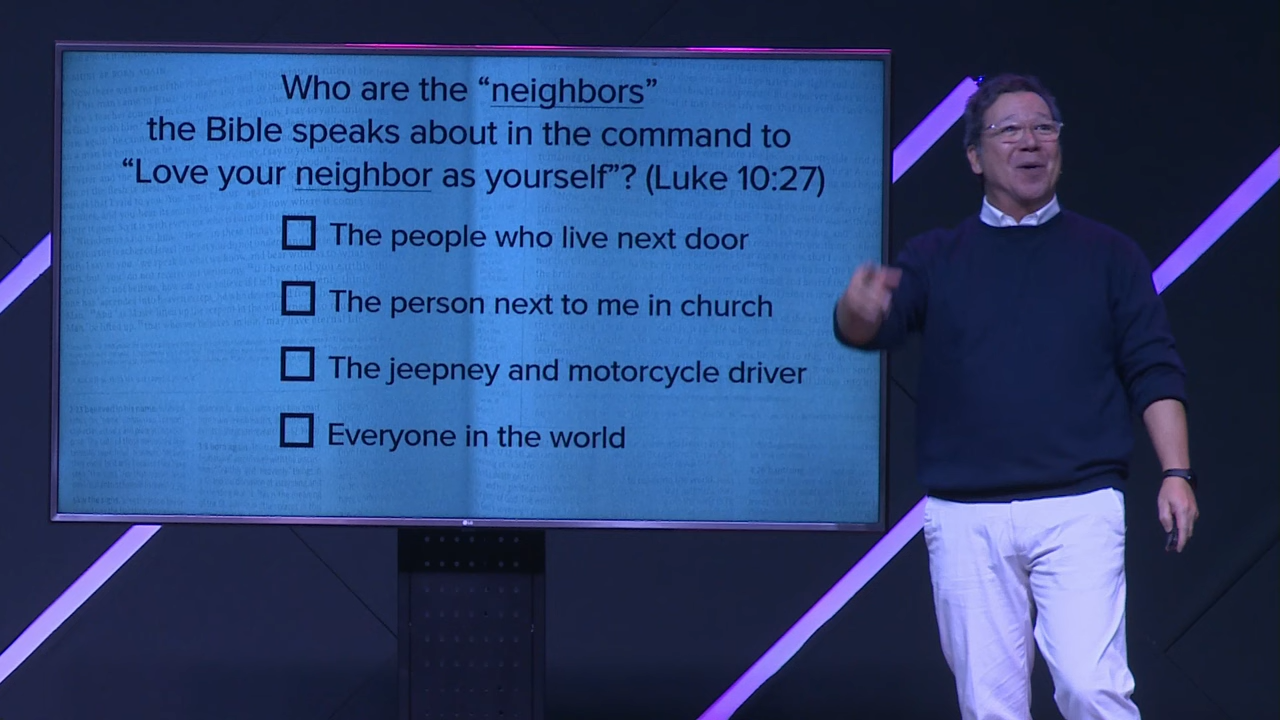 Who are the “neighbors”
the Bible speaks about in the command to
“Love your neighbor as yourself”? (Luke 10:27)
The people who live next door
The person next to me in church
The jeepney and motorcycle driver
Everyone in the world
LG